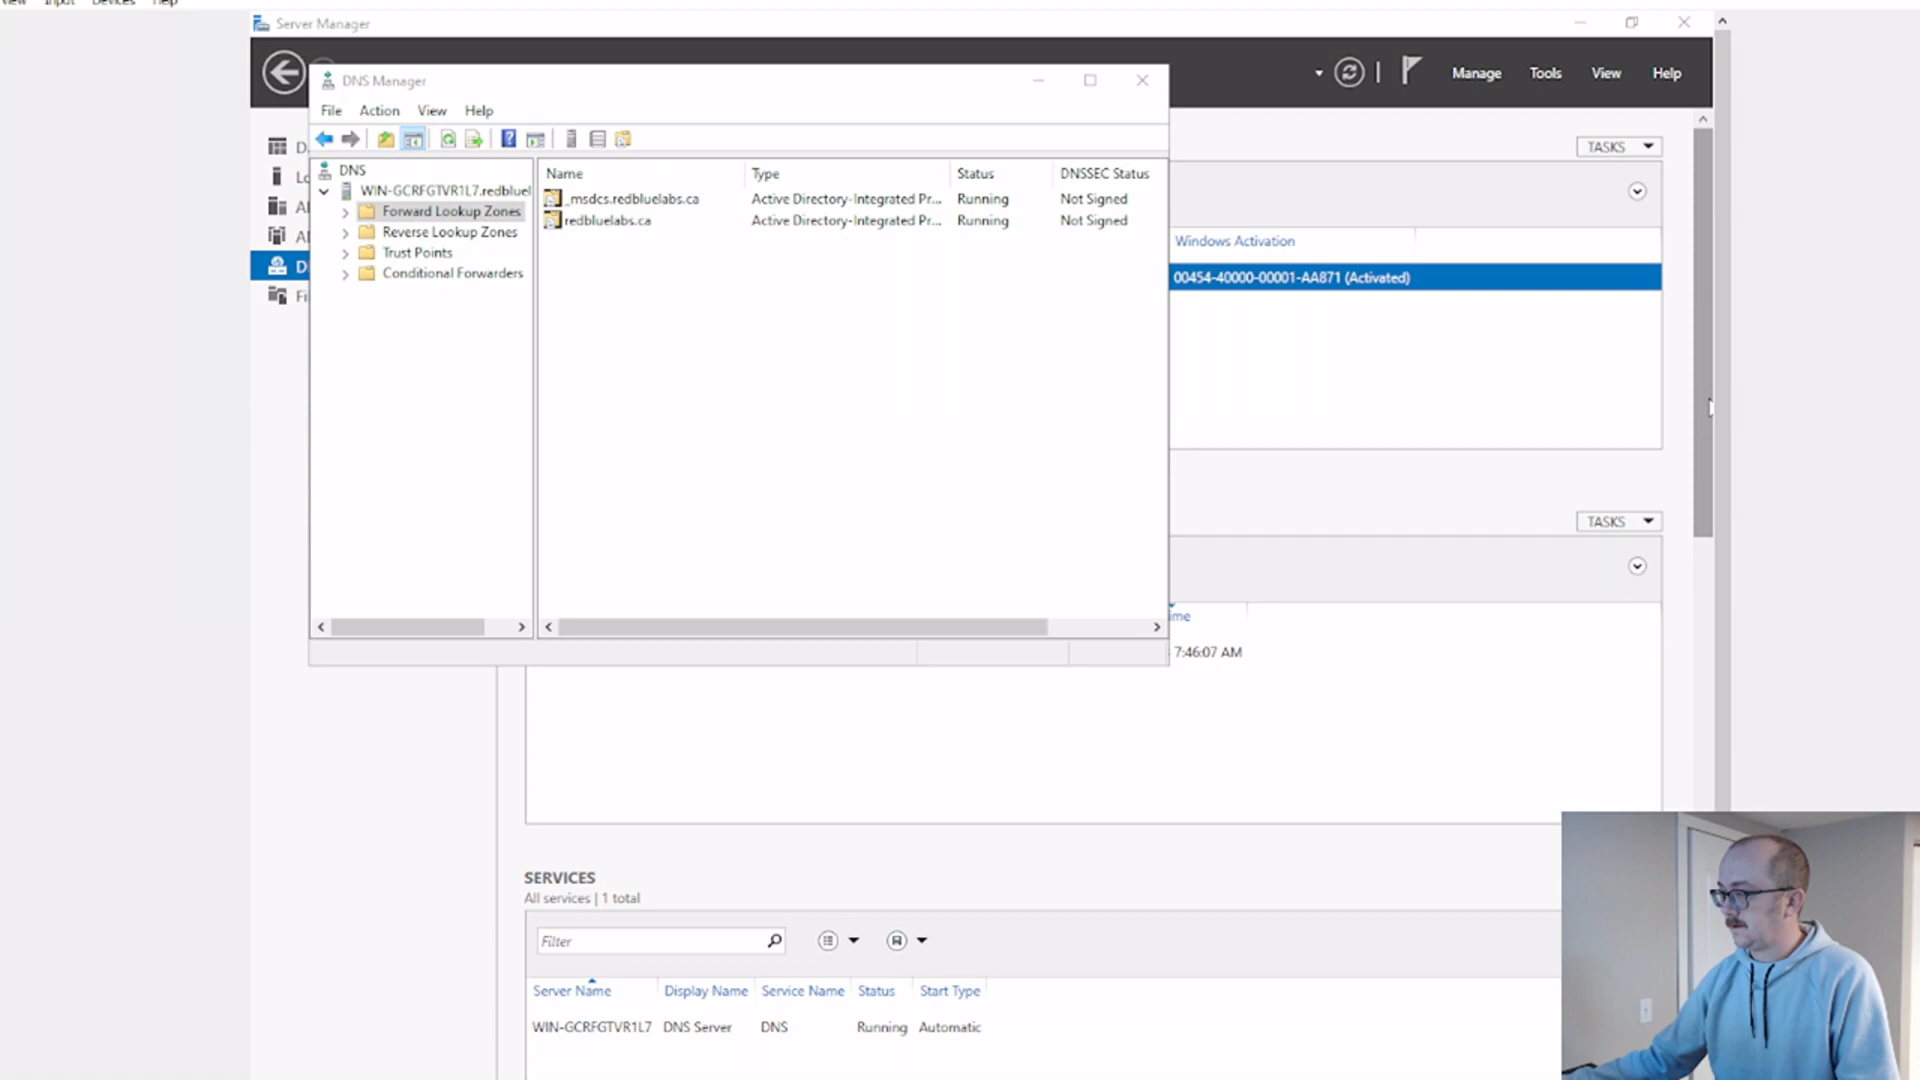 View Input Devices Help
Server Manager
Manage Tools View Help
DNS Manager
File Action View Help
TASKS
DNS
WIN-GCRFGTVR1L7.redbluel
Forward Lookup Zones
Reverse Lookup Zones
Trust Points
Conditional Forwarders
Name Type Status DNSSEC Status
_msdcs.redbluelabs.ca Active Directory-Integrated Pr... Running Not Signed
redbluelabs.ca Active Directory-Integrated Pr... Running Not Signed
Windows Activation
00454-40000-00001-AA871 (Activated)
TASKS
7:46:07 AM
SERVICES
All services | 1 total
Filter
Server Name Display Name Service Name Status Start Type
WIN-GCRFGTVR1L7 DNS Server DNS Running Automatic